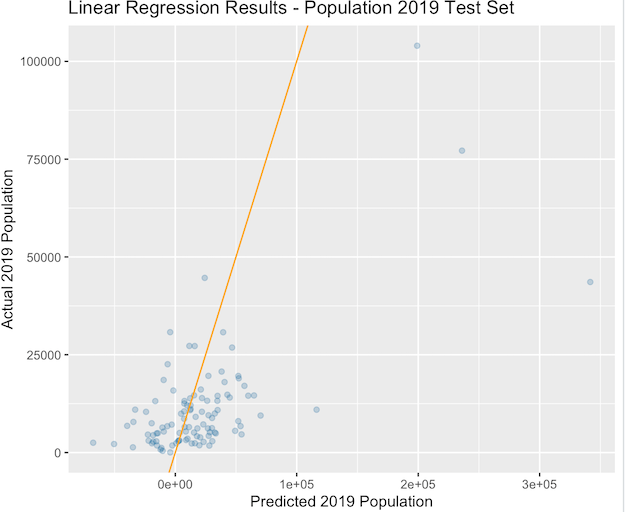 Linear Regression Results - Population 2019 Test Set
100000
75000
50000
25000
0
Actual 2019 Population
0e+00
1e+05
2e+05
3e+05
Predicted 2019 Population